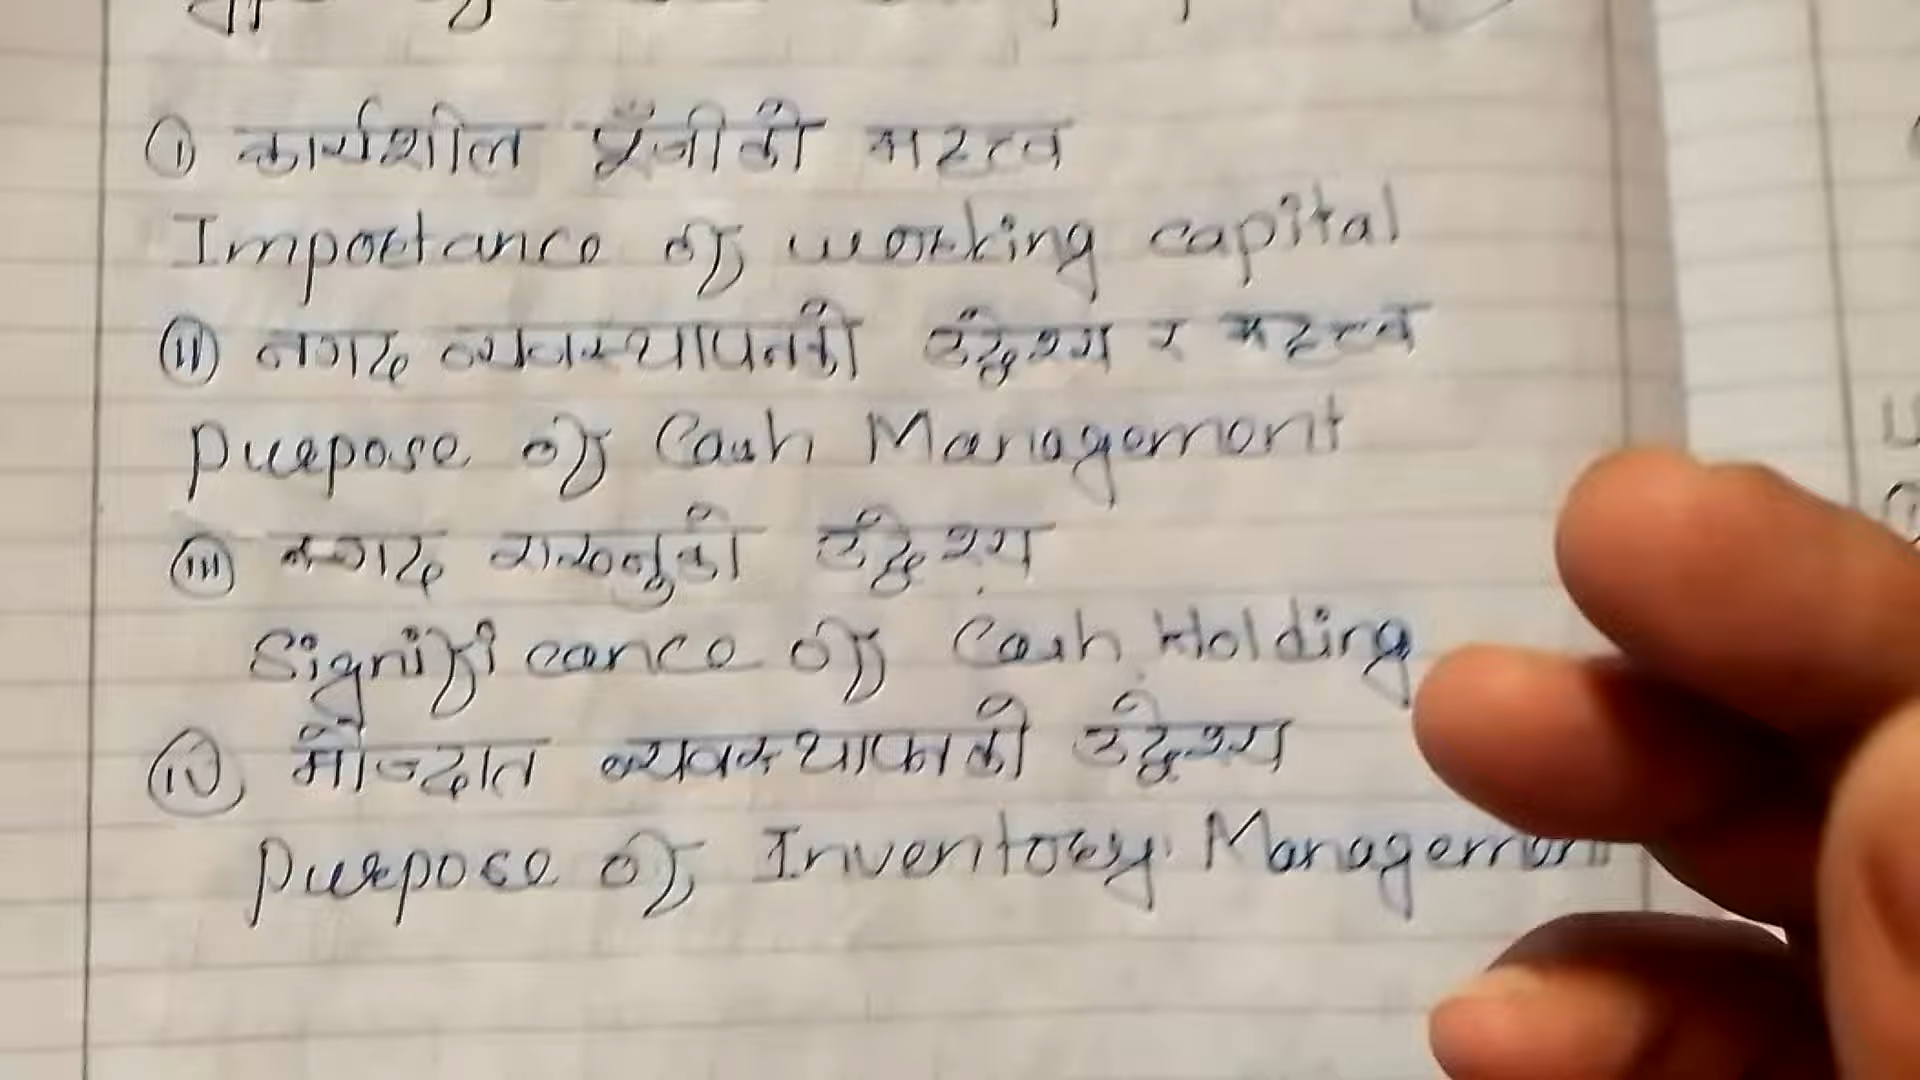 (i) कार्यशील पूँजीको महत्व
Importance of working capital
(ii) नगद व्यवस्थापनको उद्देश्य र महत्व
Purpose of Cash Management
(iii) नगद राख्नुको उद्देश्य
Significance of Cash Holding
(iv) मौज्दात व्यवस्थापनको उद्देश्य
Purpose of Inventory Management